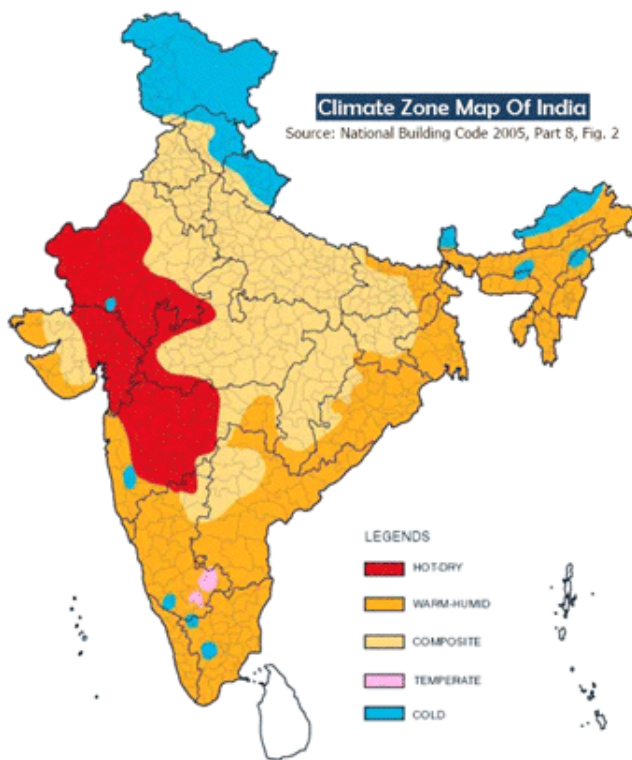 Climate Zone Map Of India
Source: National Building Code 2005, Part 8, Fig. 2
LEGENDS
HOT-DRY
WARM-HUMID
COMPOSITE
TEMPERATE
COLD